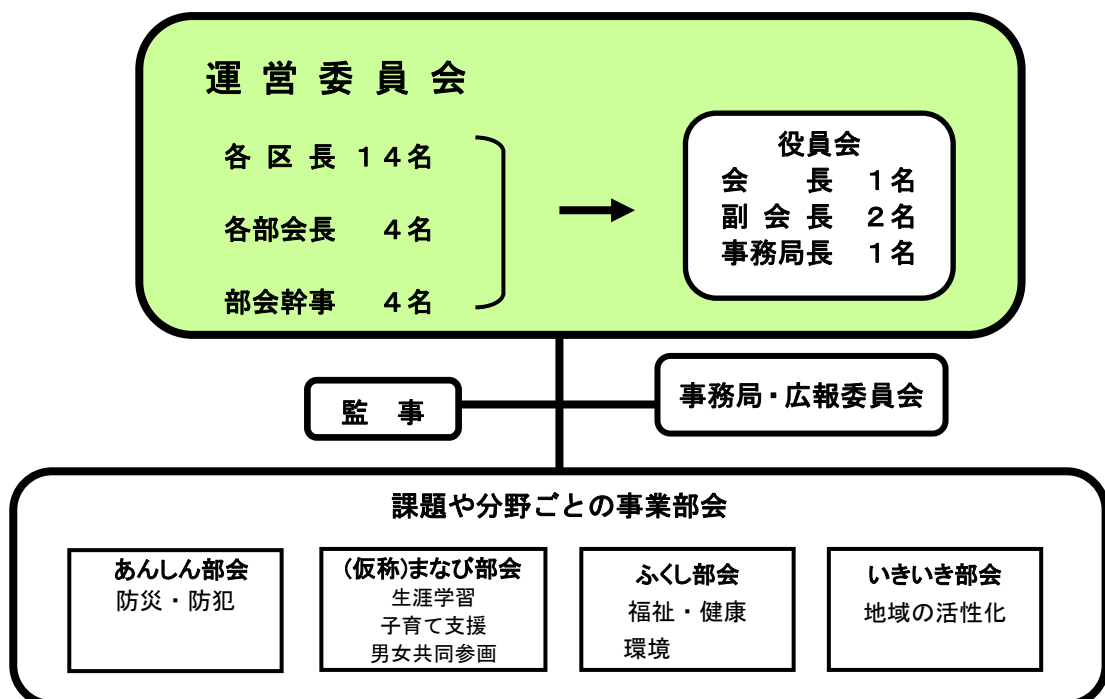 運営委員会
各区長 14名
各部会長 4名
部会幹事 4名
役員会
会長 1名
副会長 2名
事務局長 1名
監事
事務局・広報委員会
課題や分野ごとの事業部会
あんしん部会
防災・防犯
(仮称)まなび部会
生涯学習
子育て支援
男女共同参画
ふくし部会
福祉・健康
環境
いきいき部会
地域の活性化